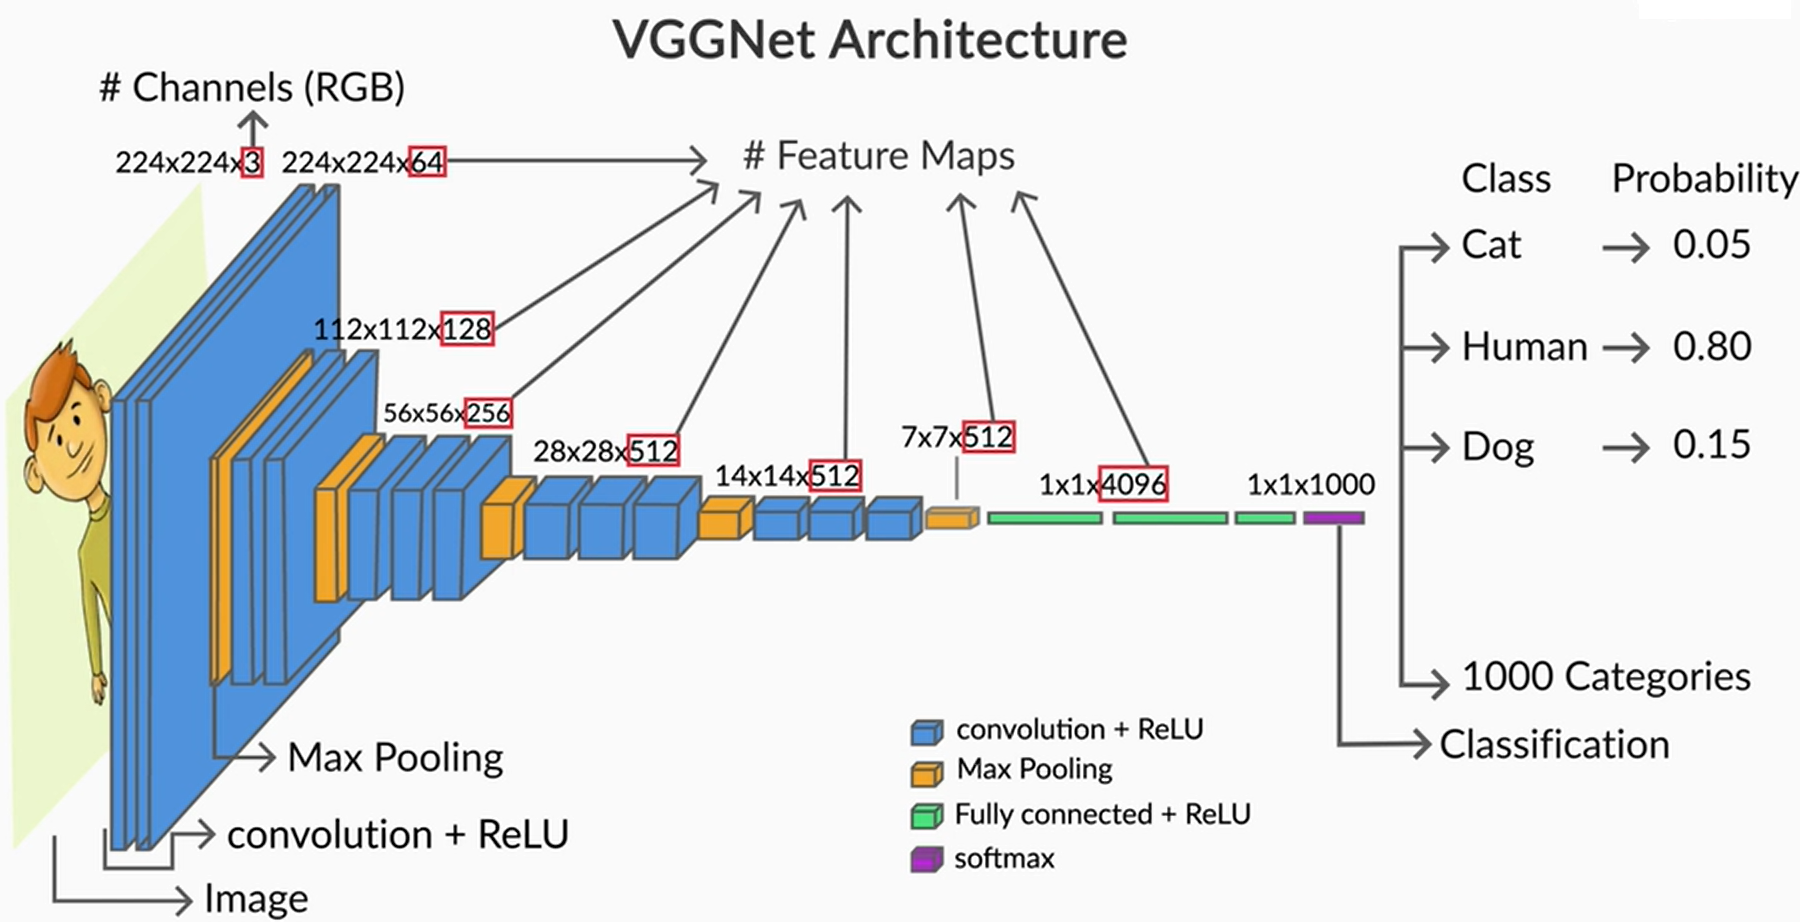 VGGNet Architecture
# Channels (RGB)
224x224x3
224x224x64
# Feature Maps
112x112x128
56x56x256
28x28x512
14x14x512
7x7x512
1x1x4096
1x1x1000
Class Probability
Cat 0.05
Human 0.80
Dog 0.15
1000 Categories
Classification
Max Pooling
convolution + ReLU
Image
convolution + ReLU
Max Pooling
Fully connected + ReLU
softmax